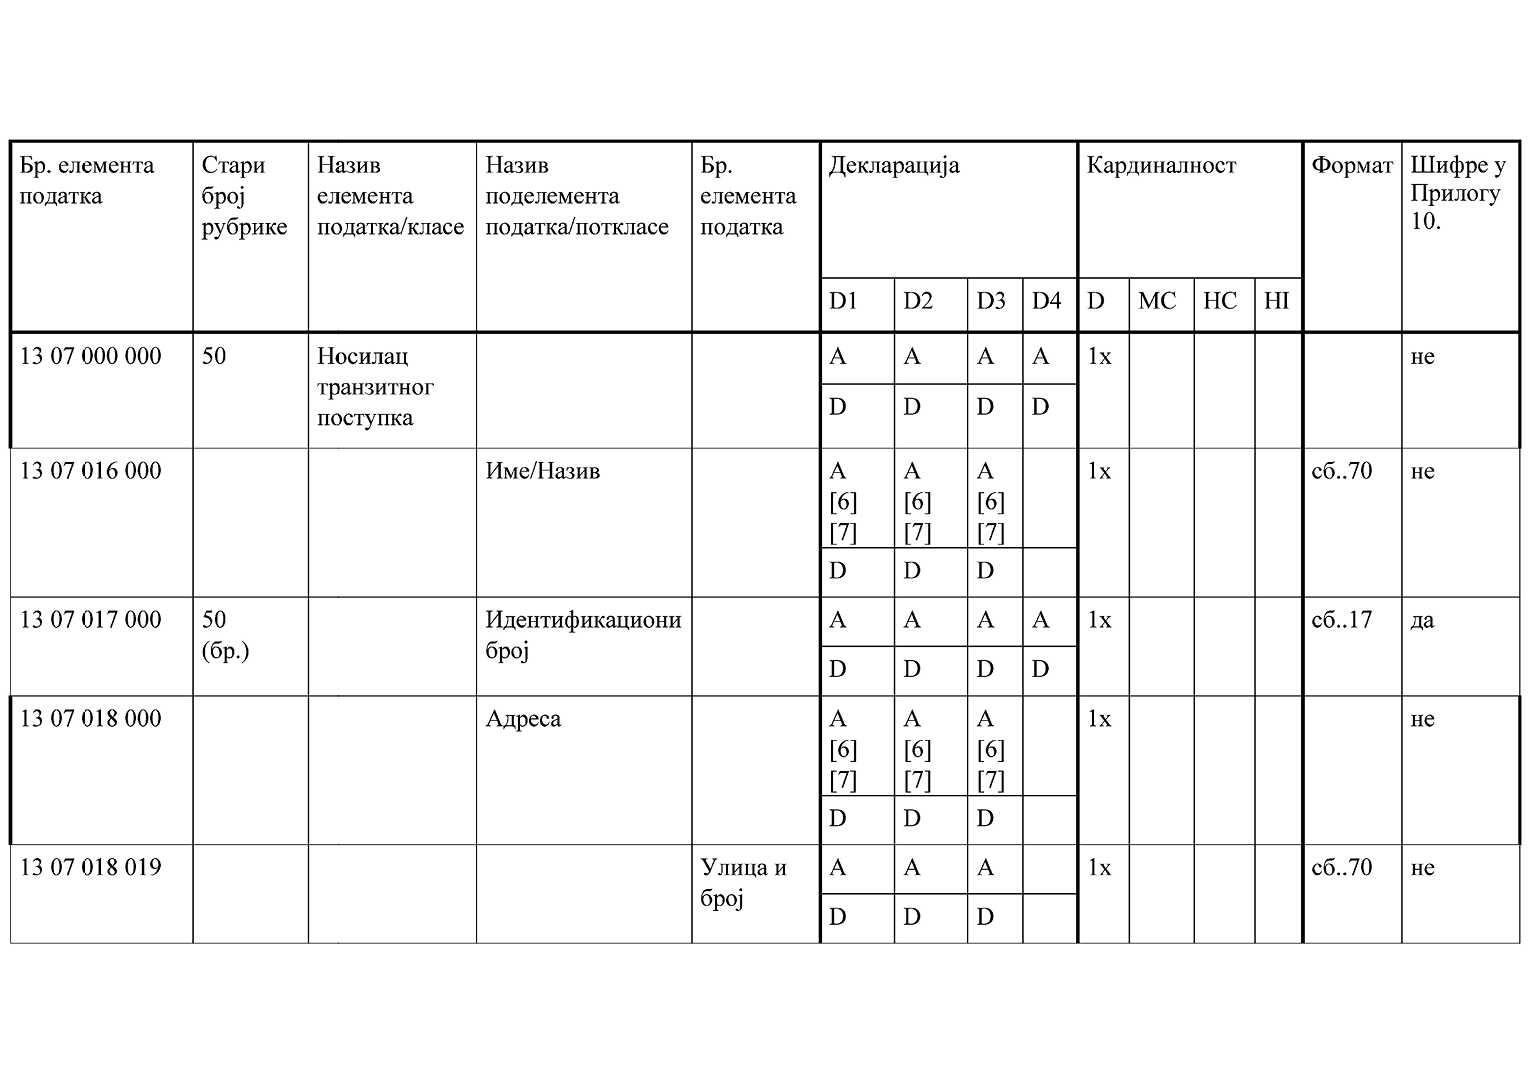 Бр. елемента
податка
Стари
број
рубрике
Назив
елемента
податка/класе
Назив
поделемента
податка/поткласе
Бр.
елемента
податка
Декларација
Кардиналност
Формат
Шифре у
Прилогу
10.
D1 D2 D3 D4 D MC HC HI
13 07 000 000
50
Носилац
транзитног
поступка
A A A A 1x не
D D D D
13 07 016 000 Име/Назив A A A 1x сб..70 не
[6] [6] [6]
[7] [7] [7]
D D D
13 07 017 000
50
(бр.)
Идентификациони
број
A A A A 1x сб..17 да
D D D D
13 07 018 000 Адреса A A A 1x не
[6] [6] [6]
[7] [7] [7]
D D D
13 07 018 019
Улица и
број
A A A 1x сб..70 не
D D D